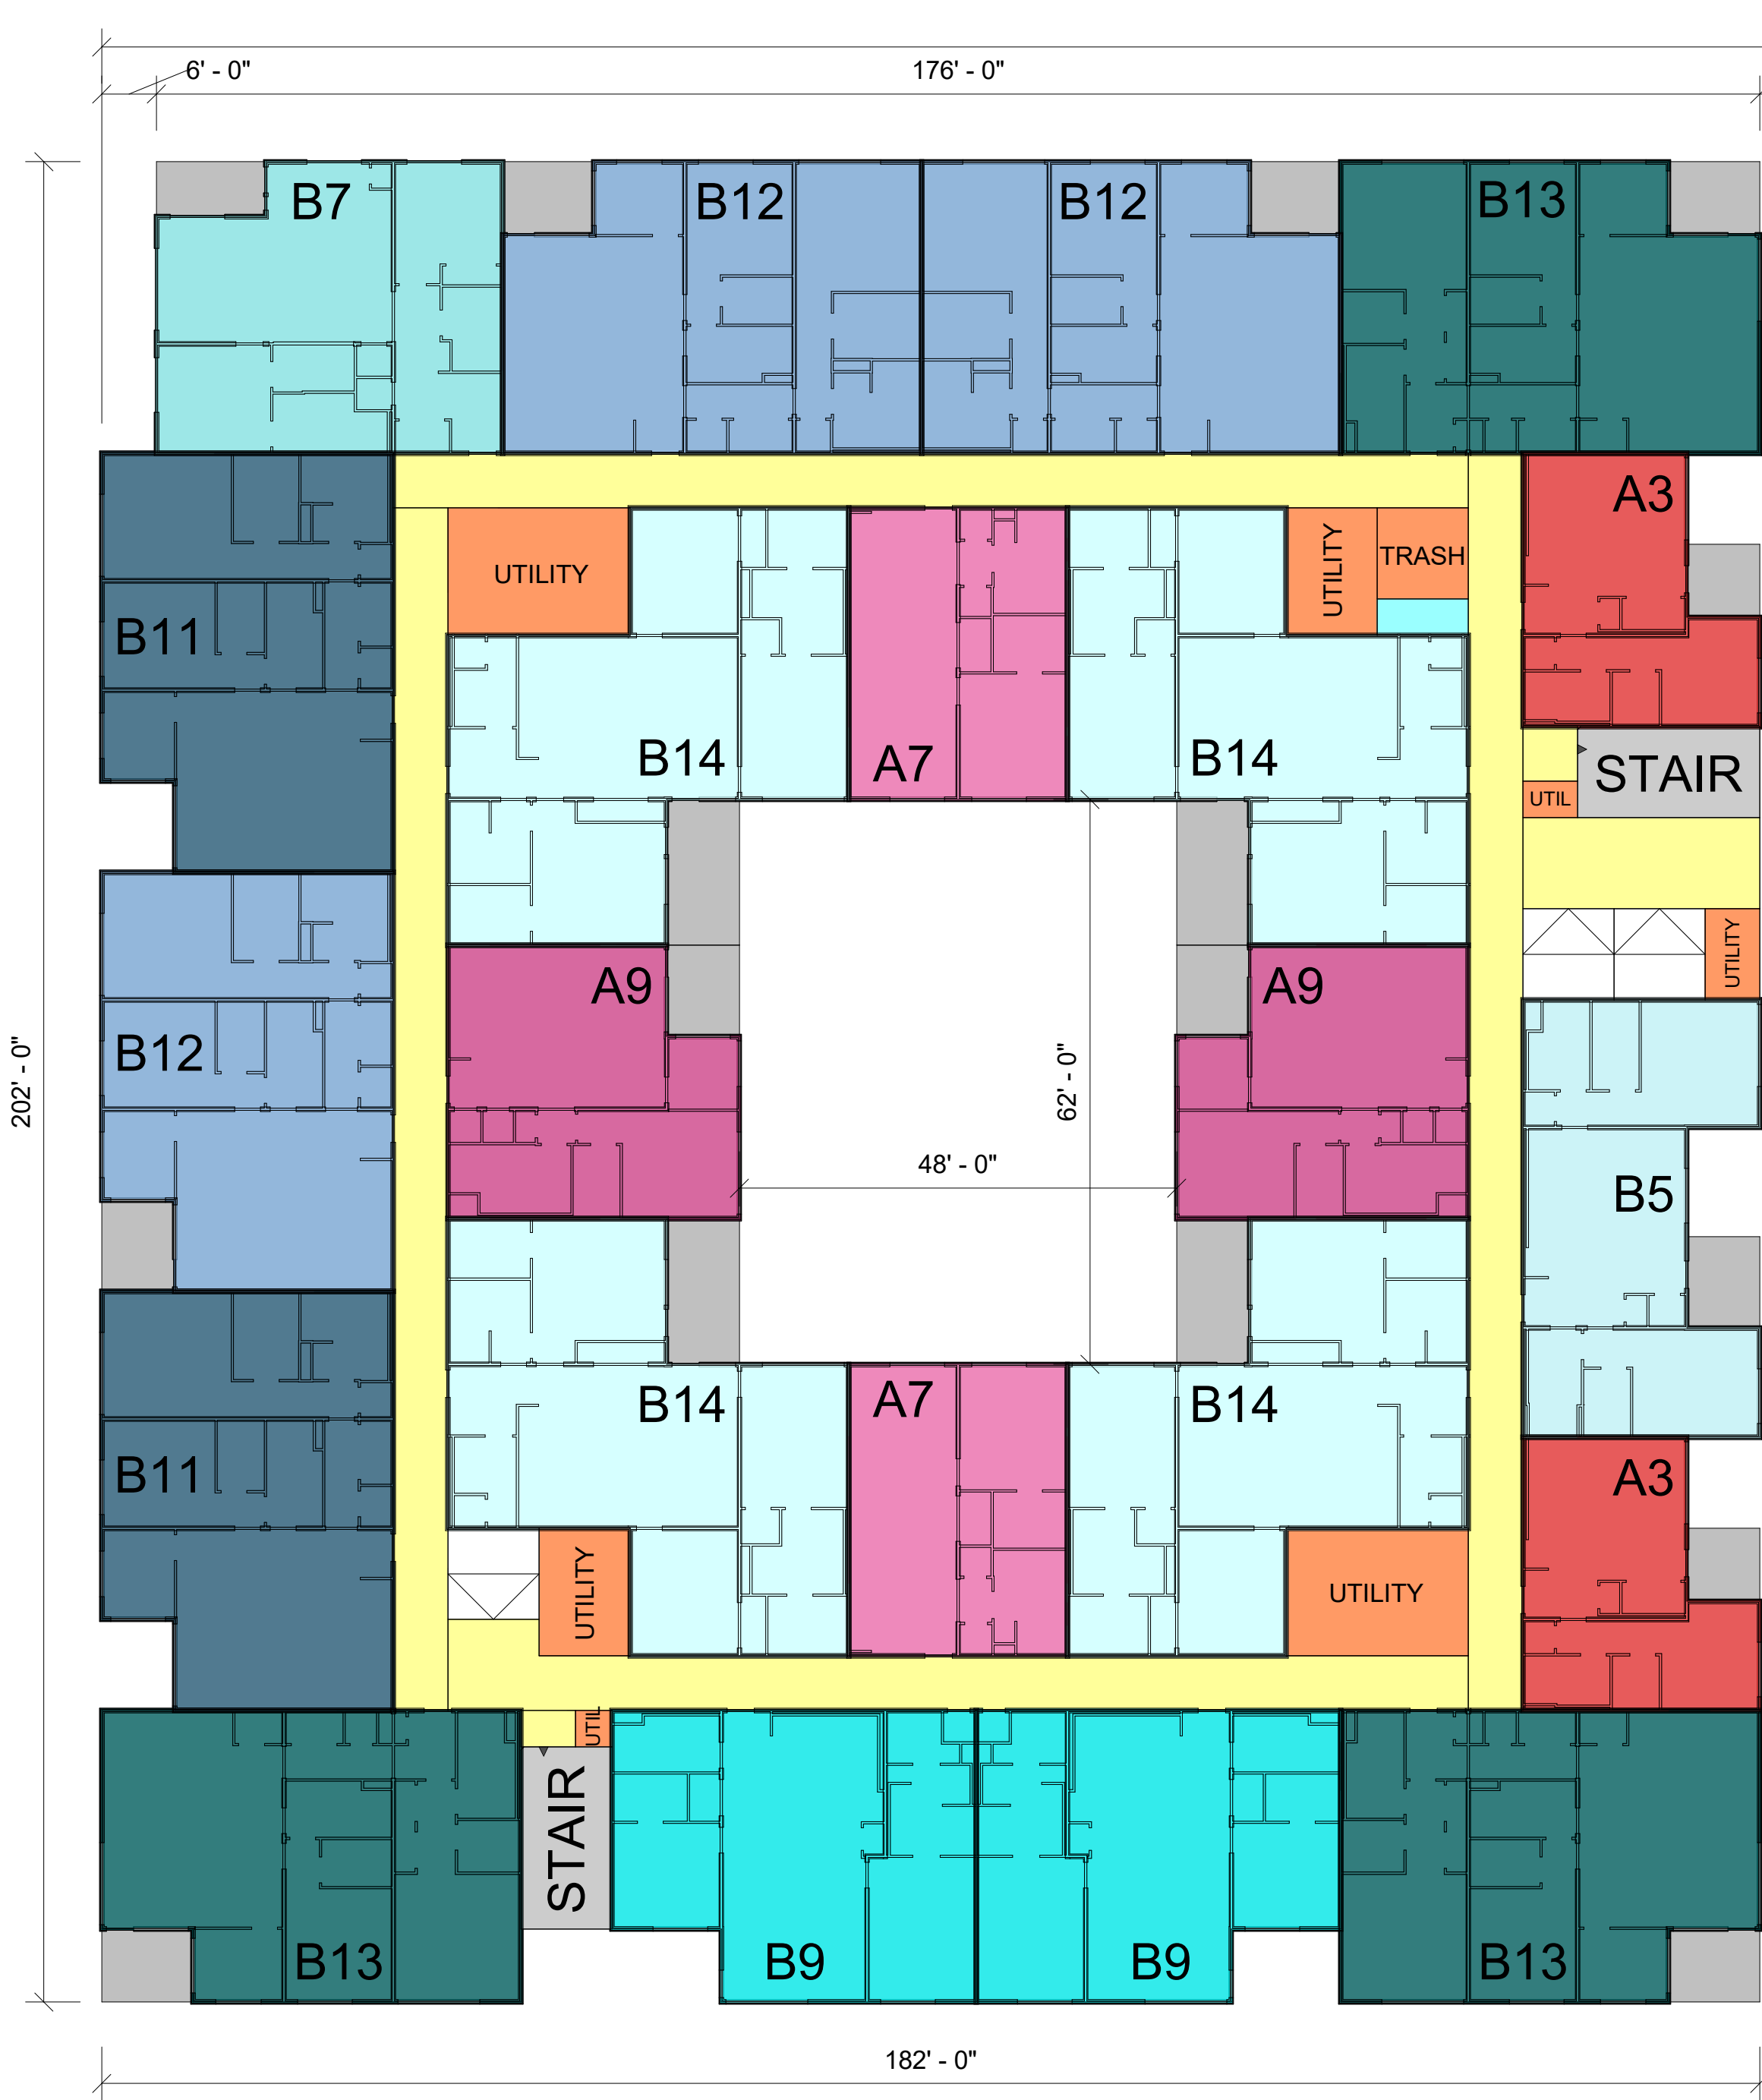 6' - 0"
176' - 0"
B7
B12
B12
B13
A3
UTILITY
UTILITY
TRASH
B11
B14
A7
B14
STAIR
UTIL
UTILITY
A9
A9
B12
202' - 0"
62' - 0"
48' - 0"
B5
B14
A7
B14
B11
A3
UTILITY
UTILITY
UTIL
STAIR
B13
B9
B9
B13
182' - 0"